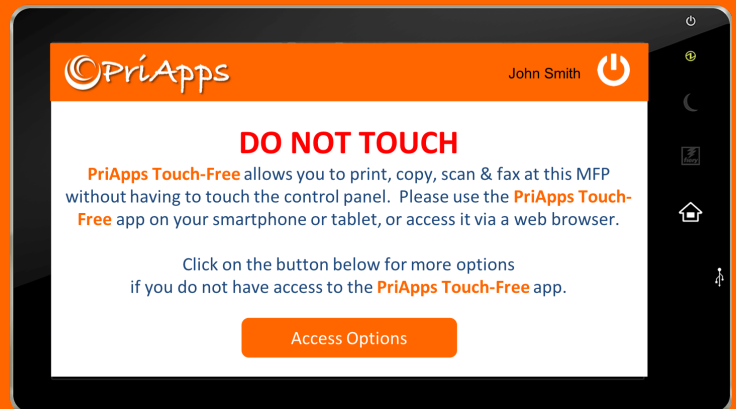 PriApps
John Smith
DO NOT TOUCH
PriApps Touch-Free allows you to print, copy, scan & fax at this MFP
without having to touch the control panel. Please use the PriApps Touch-
Free app on your smartphone or tablet, or access it via a web browser.
Click on the button below for more options
if you do not have access to the PriApps Touch-Free app.
Access Options